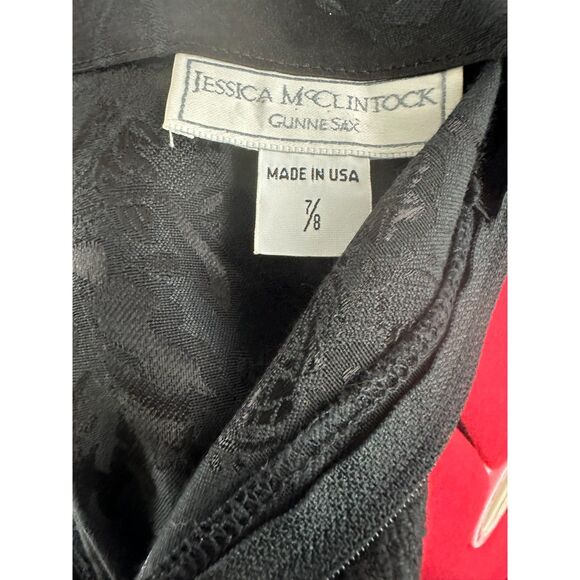 JESSICA McCLINTOCK
GUNNE SAX
MADE IN USA
7/8